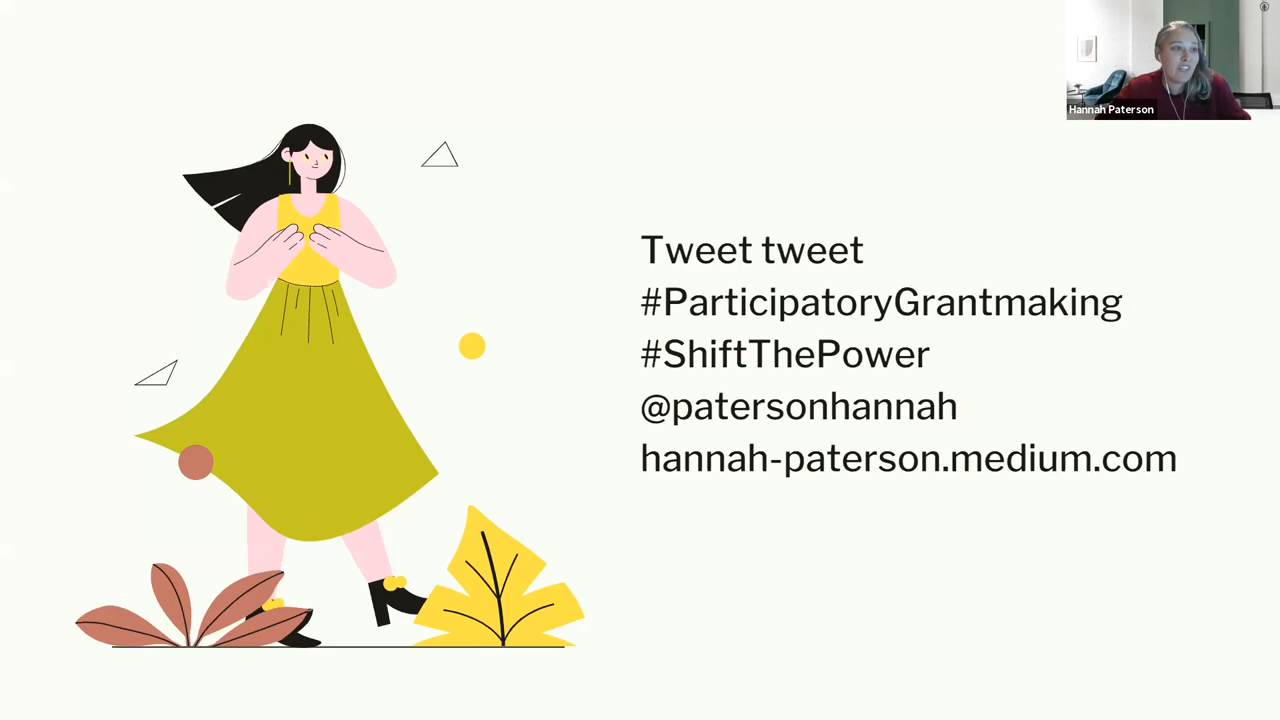 Hannah Paterson
Tweet tweet
#ParticipatoryGrantmaking
#ShiftThePower
@patersonhannah
hannah-paterson.medium.com